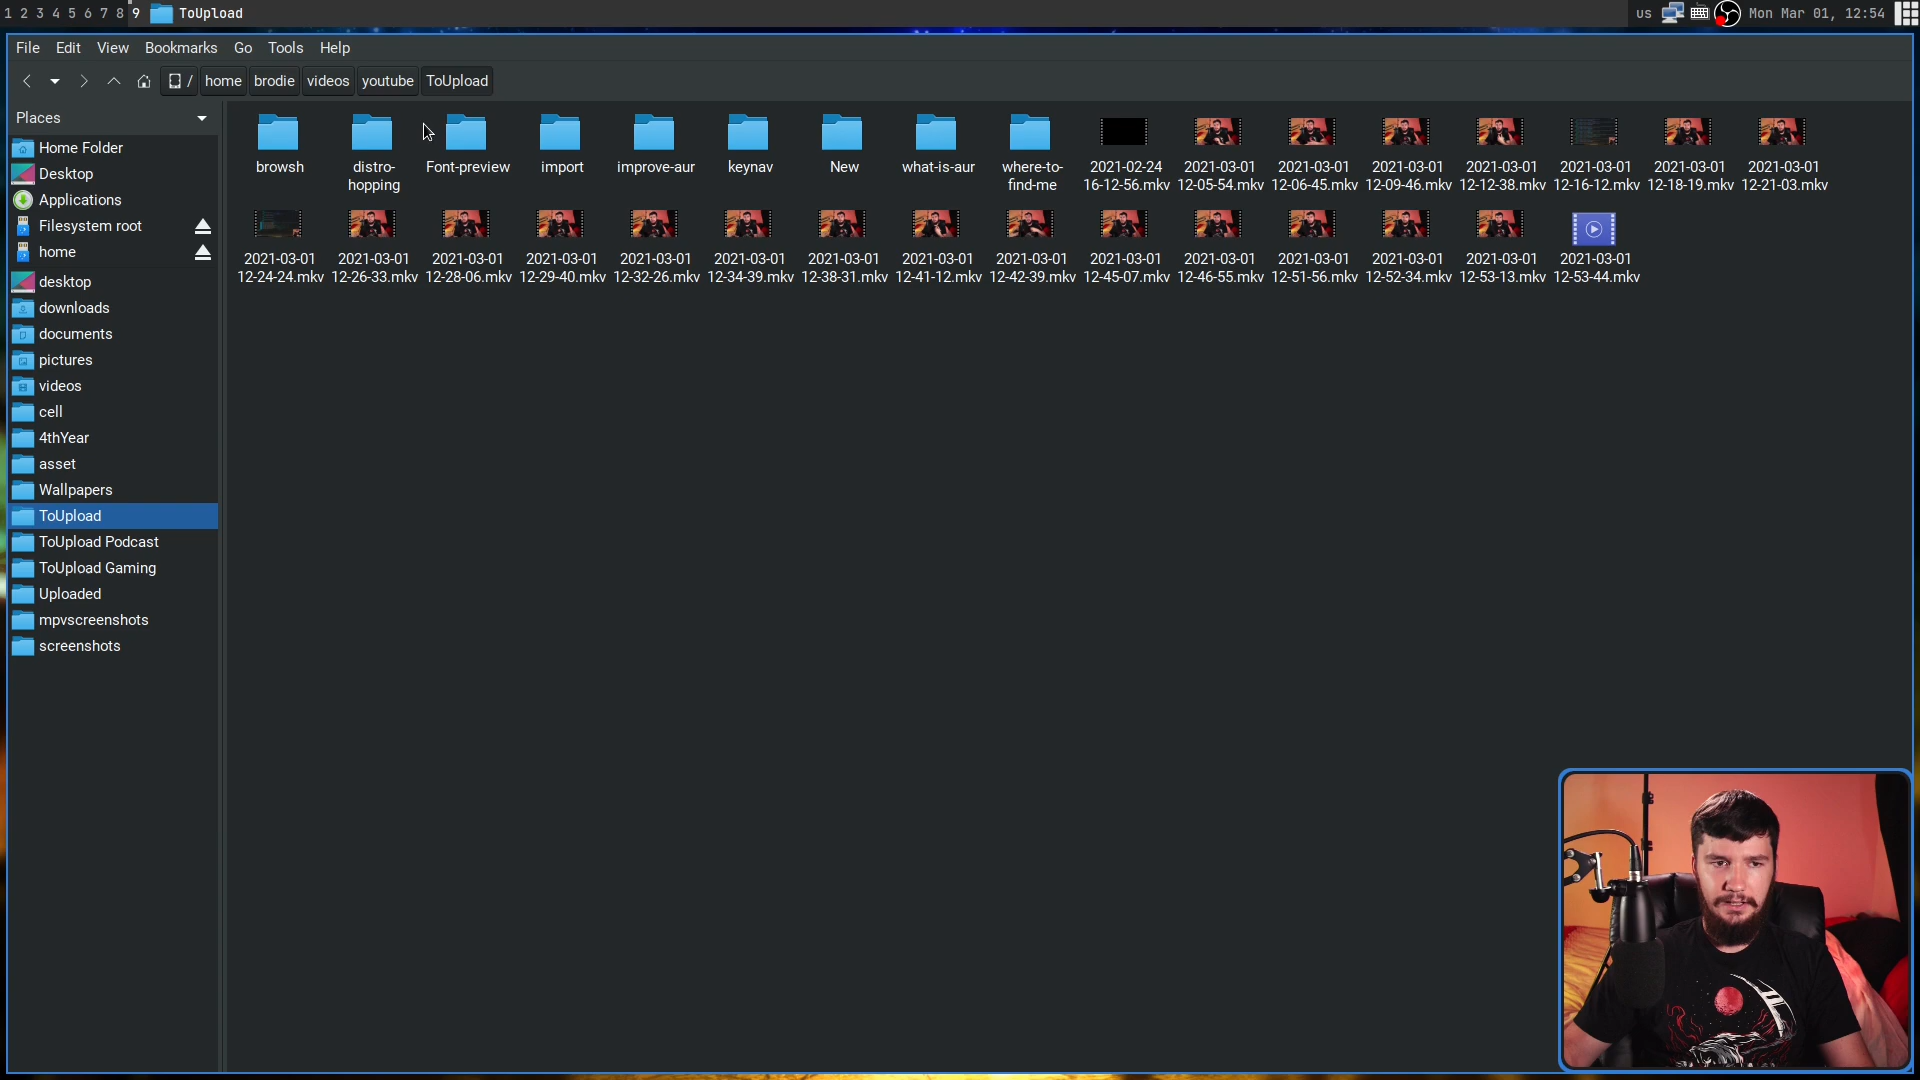 1 2 3 4 5 6 7 8 9 ToUpload us Mon Mar 01, 12:54
File Edit View Bookmarks Go Tools Help
/ home brodie videos youtube ToUpload
Places
Home Folder
Desktop
Applications
Filesystem root
home
desktop
downloads
documents
pictures
videos
cell
4thYear
asset
Wallpapers
ToUpload
ToUpload Podcast
ToUpload Gaming
Uploaded
mpvscreenshots
screenshots
browsh
distro-
hopping
Font-preview
import
improve-aur
keynav
New
what-is-aur
where-to-
find-me
2021-02-24
16-12-56.mkv
2021-03-01
12-05-54.mkv
2021-03-01
12-06-45.mkv
2021-03-01
12-09-46.mkv
2021-03-01
12-12-38.mkv
2021-03-01
12-16-12.mkv
2021-03-01
12-18-19.mkv
2021-03-01
12-21-03.mkv
2021-03-01
12-24-24.mkv
2021-03-01
12-26-33.mkv
2021-03-01
12-28-06.mkv
2021-03-01
12-29-40.mkv
2021-03-01
12-32-26.mkv
2021-03-01
12-34-39.mkv
2021-03-01
12-38-31.mkv
2021-03-01
12-41-12.mkv
2021-03-01
12-42-39.mkv
2021-03-01
12-45-07.mkv
2021-03-01
12-46-55.mkv
2021-03-01
12-51-56.mkv
2021-03-01
12-52-34.mkv
2021-03-01
12-53-13.mkv
2021-03-01
12-53-44.mkv